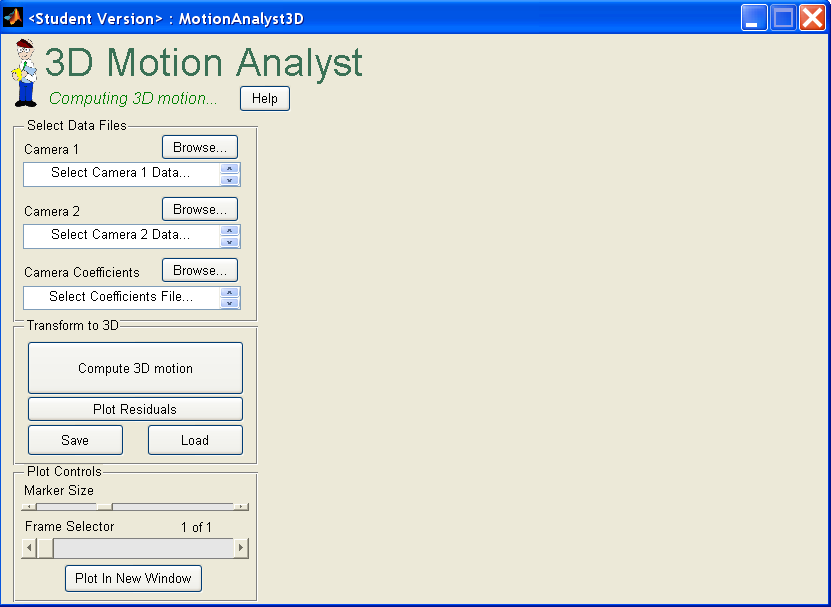 <Student Version> : MotionAnalyst3D
3D Motion Analyst
Computing 3D motion...
Help
Select Data Files
Camera 1
Browse...
Select Camera 1 Data...
Camera 2
Browse...
Select Camera 2 Data...
Camera Coefficients
Browse...
Select Coefficients File...
Transform to 3D
Compute 3D motion
Plot Residuals
Save
Load
Plot Controls
Marker Size
Frame Selector
1 of 1
Plot In New Window